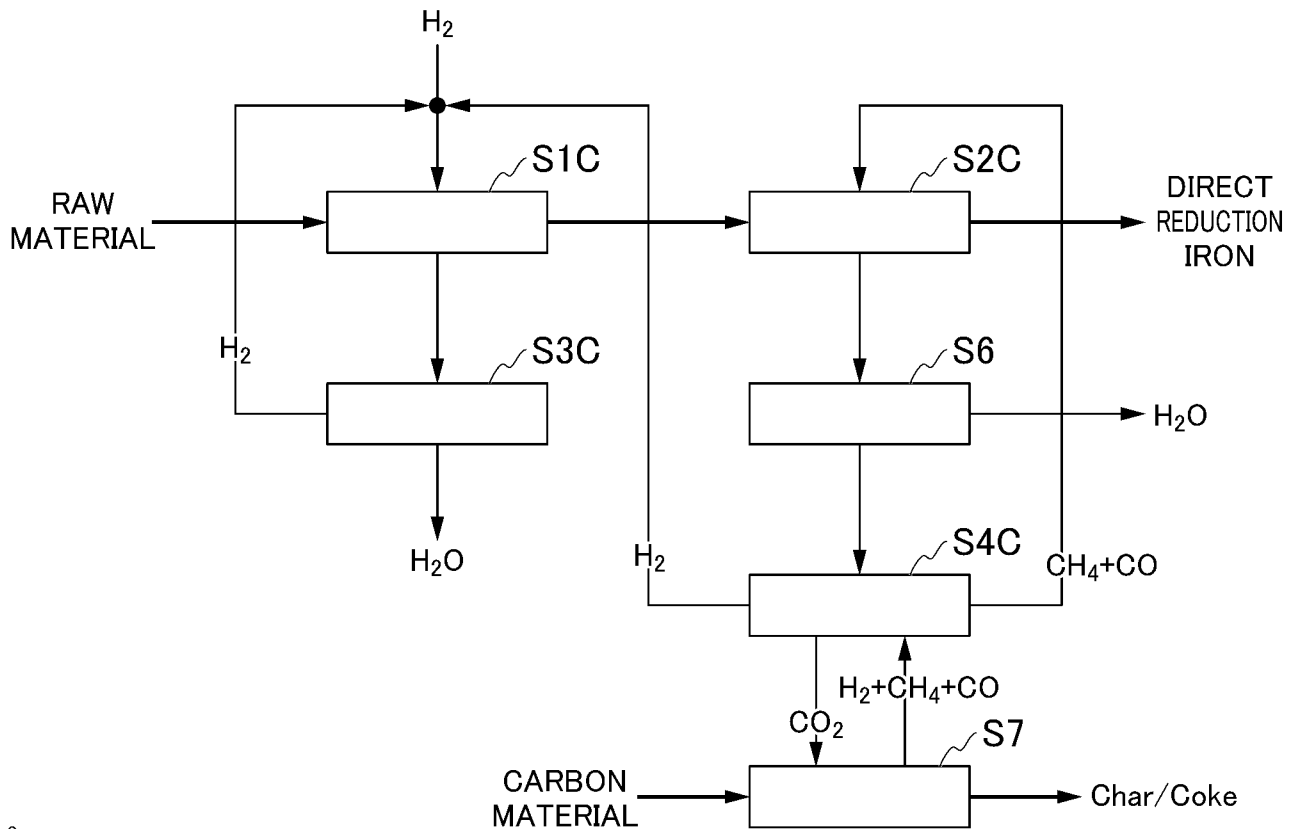 H₂
S1C
S2C
RAW
MATERIAL
DIRECT
REDUCTION
IRON
H₂
S3C
S6
H₂O
H₂O
H₂
S4C
CH₄+CO
H₂+CH₄+CO
CO₂
S7
CARBON
MATERIAL
Char/Coke